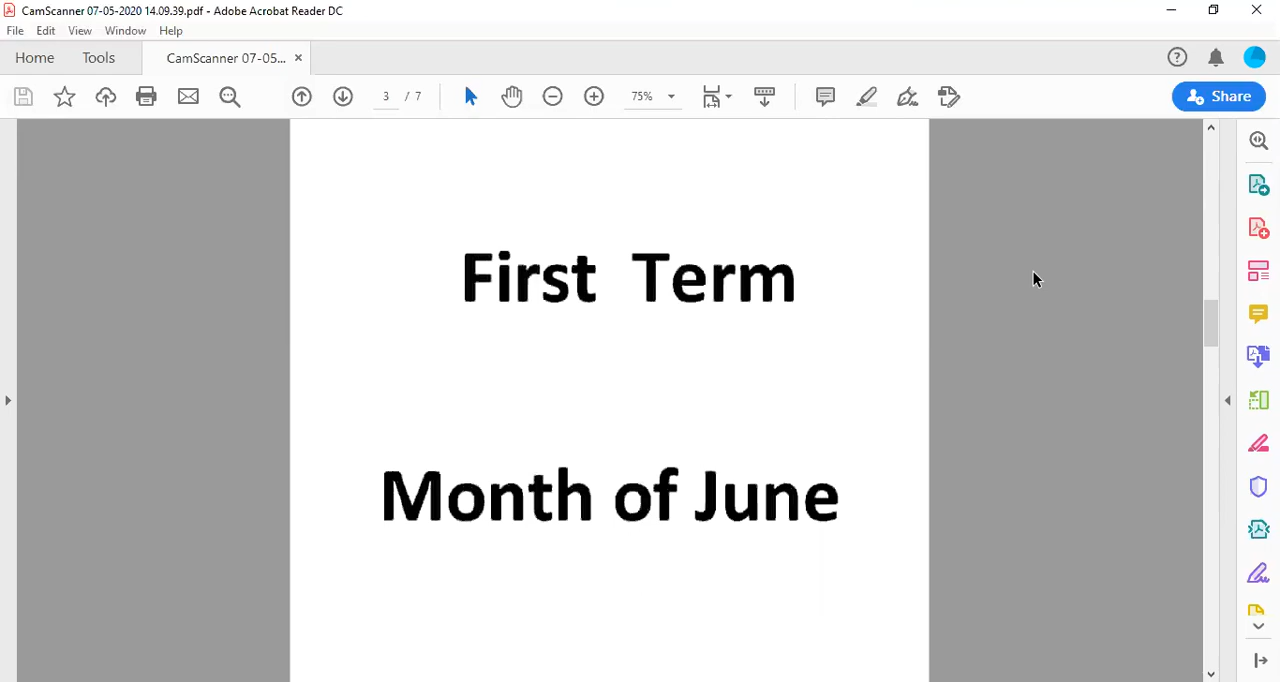 CamScanner 07-05-2020 14.09.39.pdf - Adobe Acrobat Reader DC
File Edit View Window Help
Home Tools CamScanner 07-05... ×
3 / 7 75% Share
First Term
Month of June